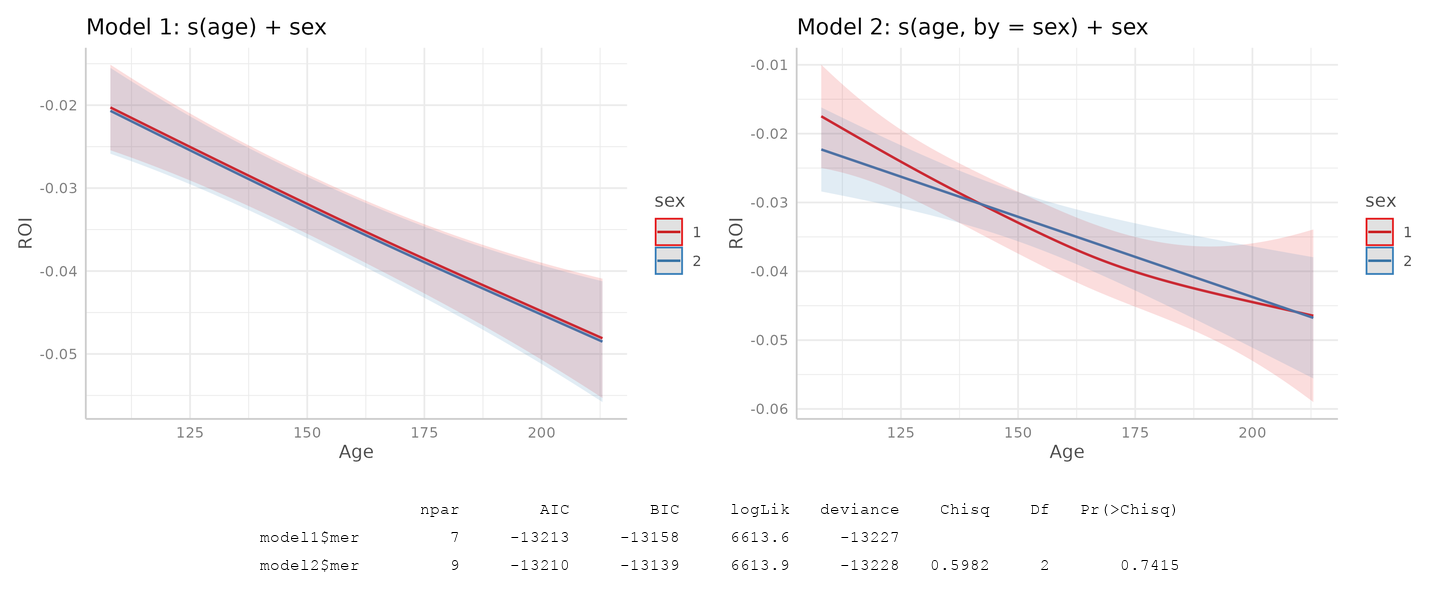 Model 1: s(age) + sex
-0.02
-0.03
-0.04
-0.05
ROI
125 150 175 200
Age
sex
1
2
Model 2: s(age, by = sex) + sex
-0.01
-0.02
-0.03
-0.04
-0.05
-0.06
ROI
125 150 175 200
Age
sex
1
2
npar AIC BIC logLik deviance Chisq Df Pr(>Chisq)
model1$mer 7 -13213 -13158 6613.6 -13227
model2$mer 9 -13210 -13139 6613.9 -13228 0.5982 2 0.7415